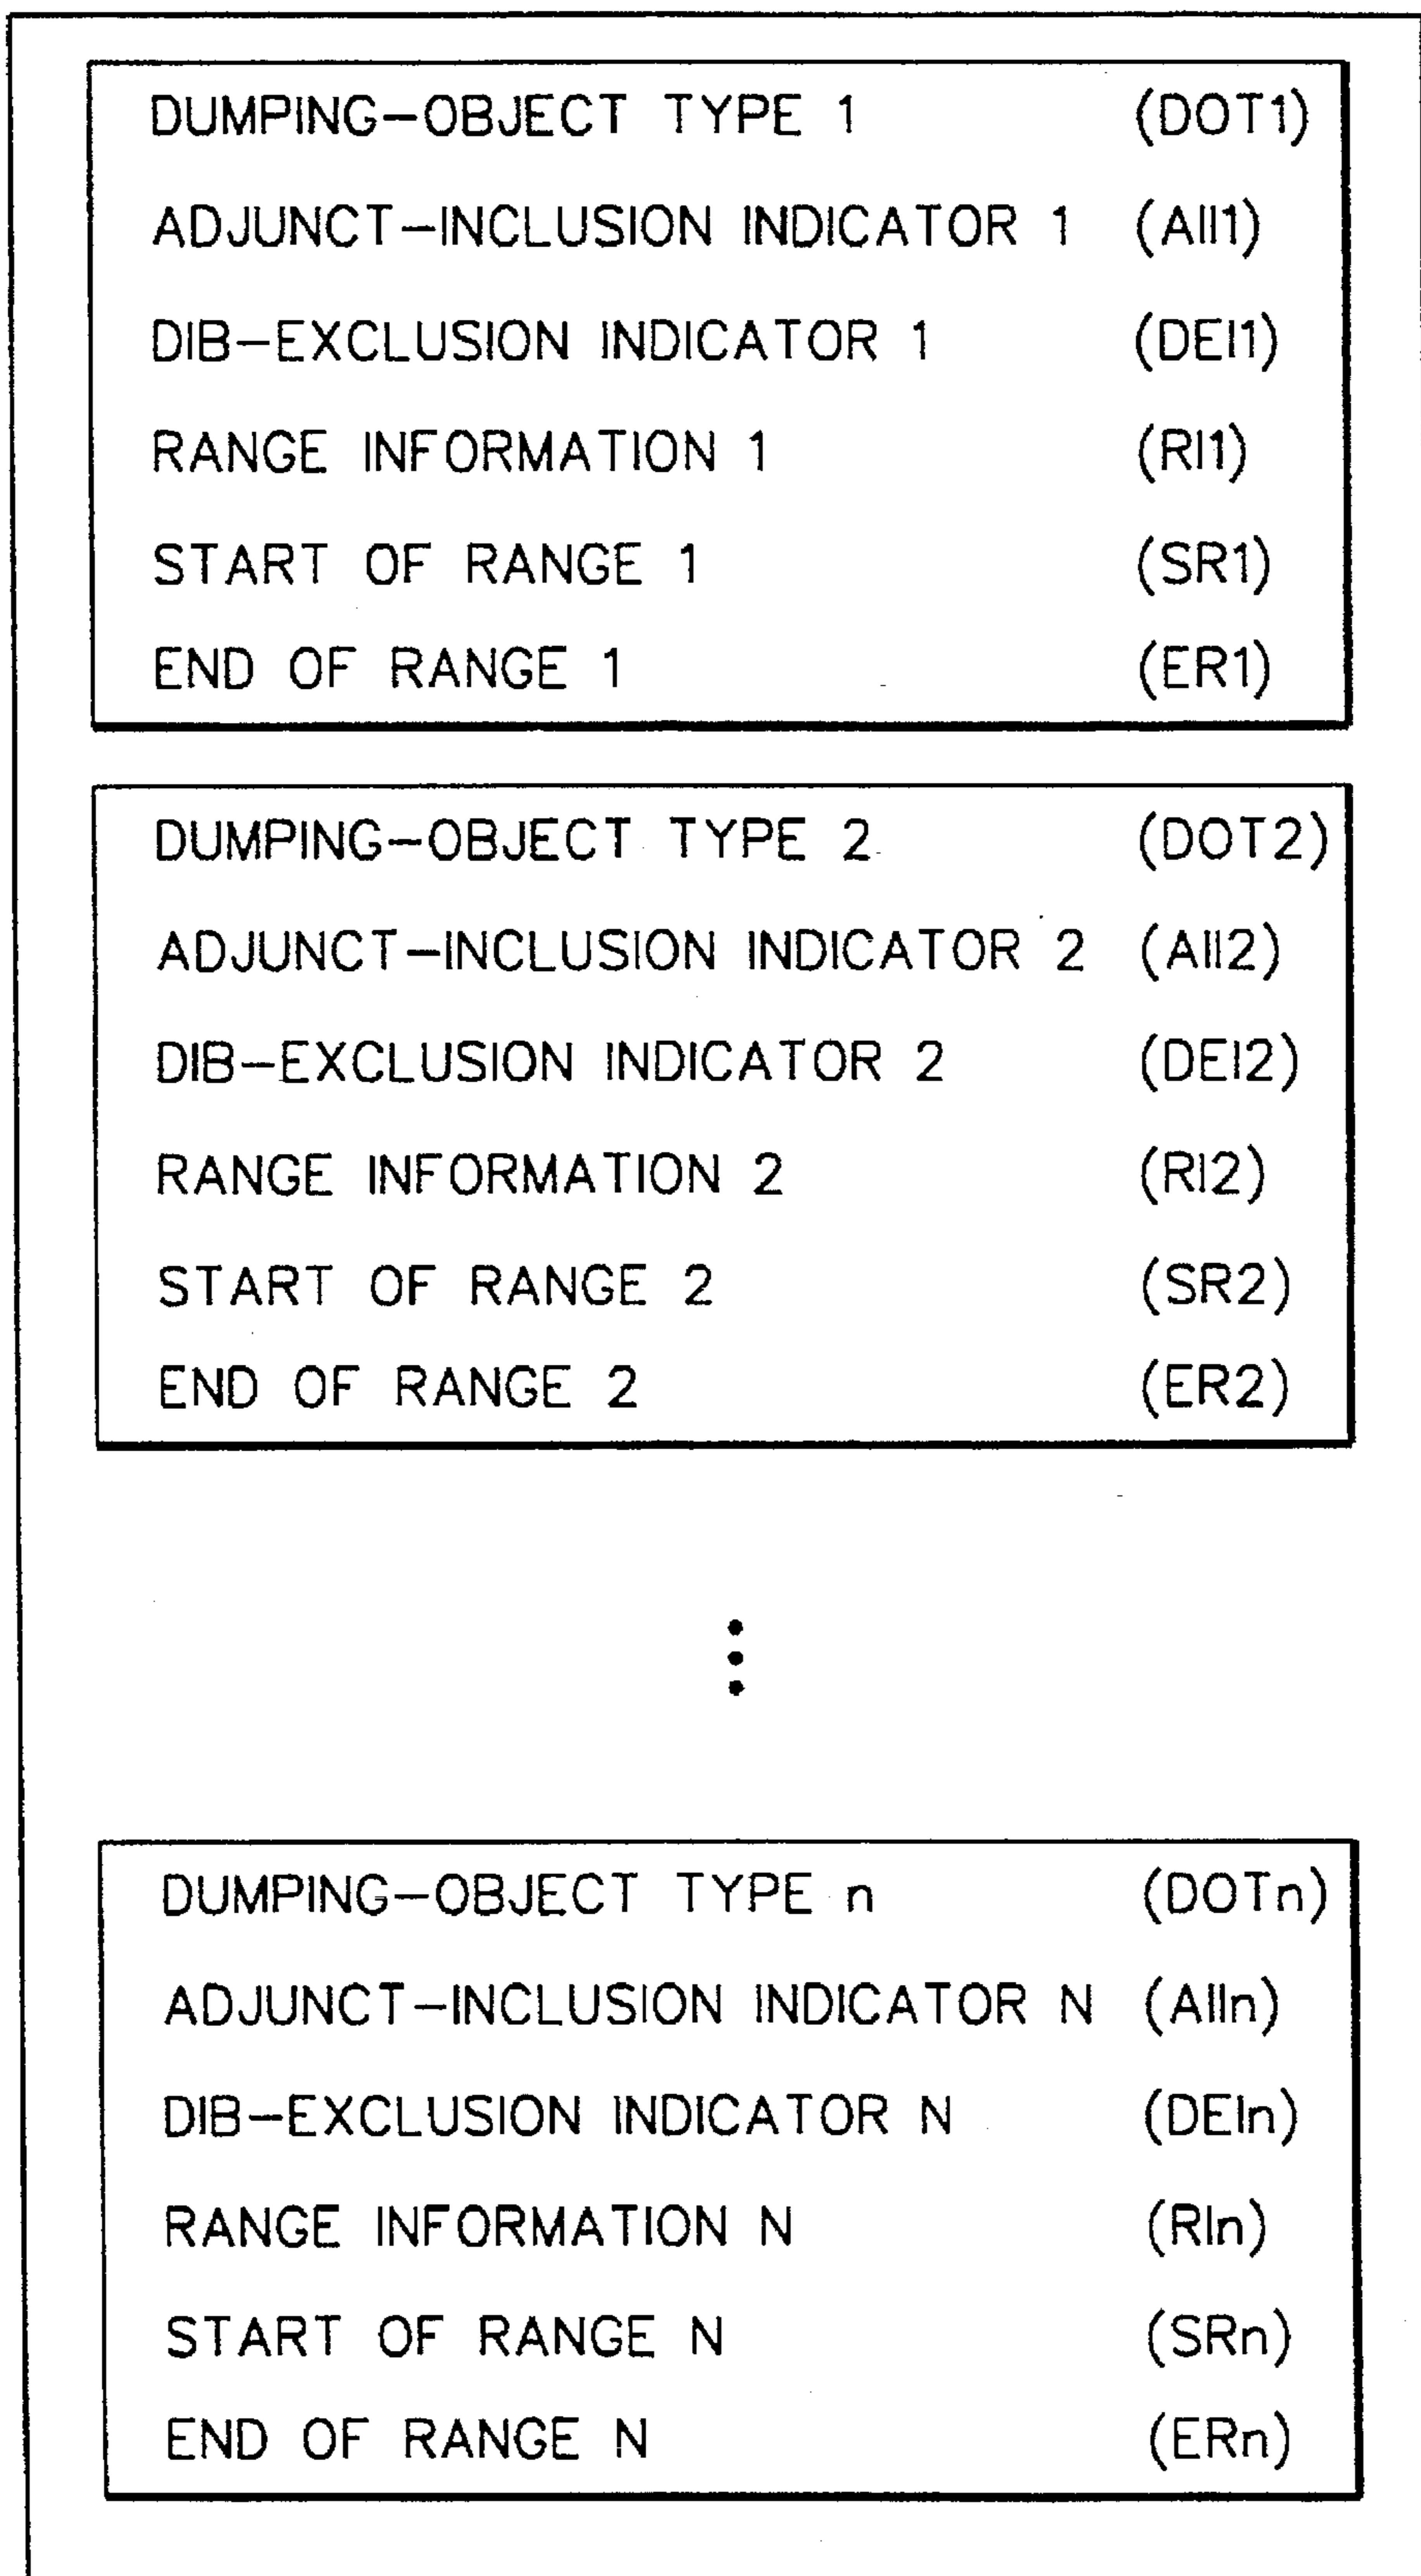 DUMPING-OBJECT TYPE 1 (DOT1)
ADJUNCT-INCLUSION INDICATOR 1 (AII1)
DIB-EXCLUSION INDICATOR 1 (DEI1)
RANGE INFORMATION 1 (RI1)
START OF RANGE 1 (SR1)
END OF RANGE 1 (ER1)
DUMPING-OBJECT TYPE 2 (DOT2)
ADJUNCT-INCLUSION INDICATOR 2 (AII2)
DIB-EXCLUSION INDICATOR 2 (DEI2)
RANGE INFORMATION 2 (RI2)
START OF RANGE 2 (SR2)
END OF RANGE 2 (ER2)
DUMPING-OBJECT TYPE n (DOTn)
ADJUNCT-INCLUSION INDICATOR N (AIIn)
DIB-EXCLUSION INDICATOR N (DEIn)
RANGE INFORMATION N (RIn)
START OF RANGE N (SRn)
END OF RANGE N (ERn)